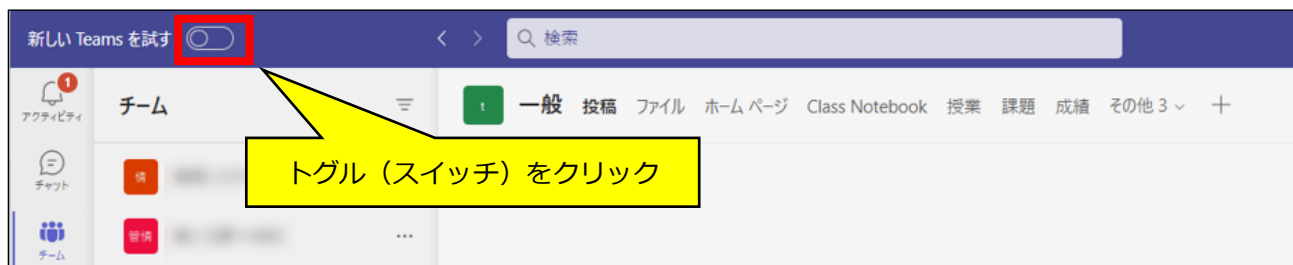 新しい Teams を試す
検索
1
アクティビティ
チーム
t
一般 投稿 ファイル ホーム ページ Class Notebook 授業 課題 成績 その他 3
トグル（スイッチ）をクリック
チャット
情
チーム
管情